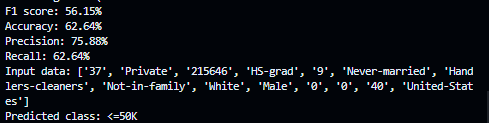 F1 score: 56.15%
Accuracy: 62.64%
Precision: 75.88%
Recall: 62.64%
Input data: ['37', 'Private', '215646', 'HS-grad', '9', 'Never-married', 'Hand
lers-cleaners', 'Not-in-family', 'White', 'Male', '0', '0', '40', 'United-Stat
es']
Predicted class: <=50K